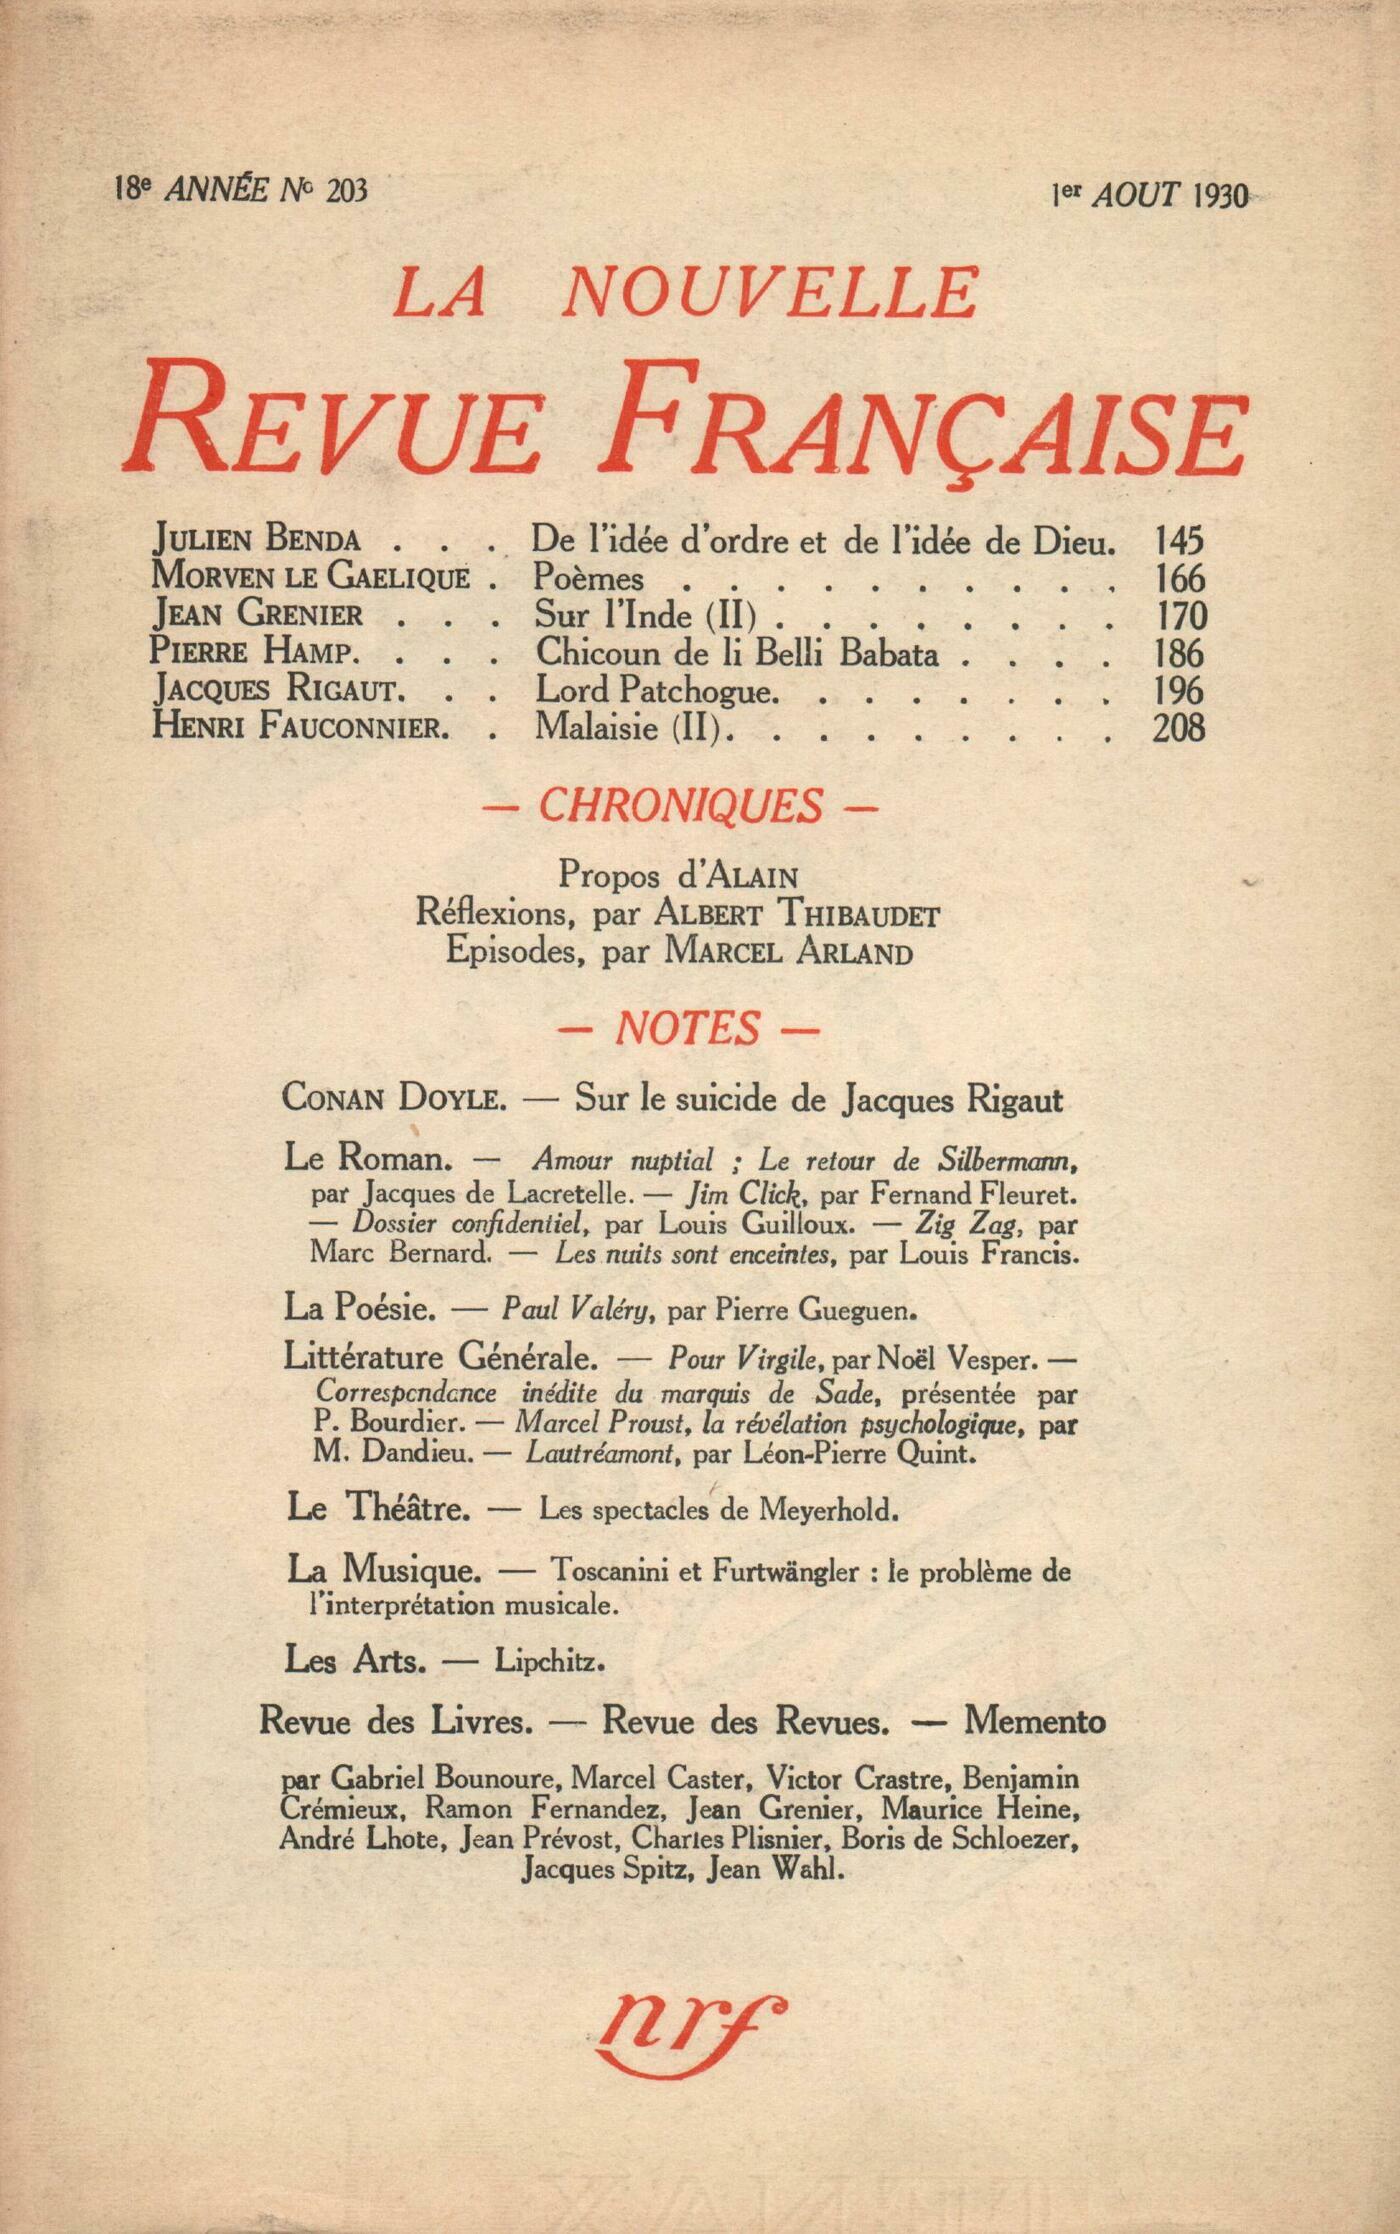 18e ANNÉE No 203
1er AOUT 1930
LA NOUVELLE
REVUE FRANÇAISE
JULIEN BENDA . . . De l'idée d'ordre et de l'idée de Dieu. 145
MORVEN LE GAELIQUE . Poèmes . . . . . . . . . . 166
JEAN GRENIER . . . Sur l'Inde (II) . . . . . . . . 170
PIERRE HAMP. . . . Chicoun de li Belli Babata . . . . 186
JACQUES RIGAUT. . . Lord Patchogue. . . . . . . . 196
HENRI FAUCONNIER. . Malaisie (II). . . . . . . . . 208
— CHRONIQUES —
Propos d'ALAIN
Réflexions, par ALBERT THIBAUDET
Episodes, par MARCEL ARLAND
— NOTES —
CONAN DOYLE. — Sur le suicide de Jacques Rigaut
Le Roman. — Amour nuptial ; Le retour de Silbermann,
par Jacques de Lacretelle. — Jim Click, par Fernand Fleuret.
— Dossier confidentiel, par Louis Guilloux. — Zig Zag, par
Marc Bernard. — Les nuits sont enceintes, par Louis Francis.
La Poésie. — Paul Valéry, par Pierre Gueguen.
Littérature Générale. — Pour Virgile, par Noël Vesper. —
Correspondance inédite du marquis de Sade, présentée par
P. Bourdier. — Marcel Proust, la révélation psychologique, par
M. Dandieu. — Lautréamont, par Léon-Pierre Quint.
Le Théâtre. — Les spectacles de Meyerhold.
La Musique. — Toscanini et Furtwängler : le problème de
l'interprétation musicale.
Les Arts. — Lipchitz.
Revue des Livres. — Revue des Revues. — Memento
par Gabriel Bounoure, Marcel Caster, Victor Crastre, Benjamin
Crémieux, Ramon Fernandez, Jean Grenier, Maurice Heine,
André Lhote, Jean Prévost, Charles Plisnier, Boris de Schloezer,
Jacques Spitz, Jean Wahl.
nrf